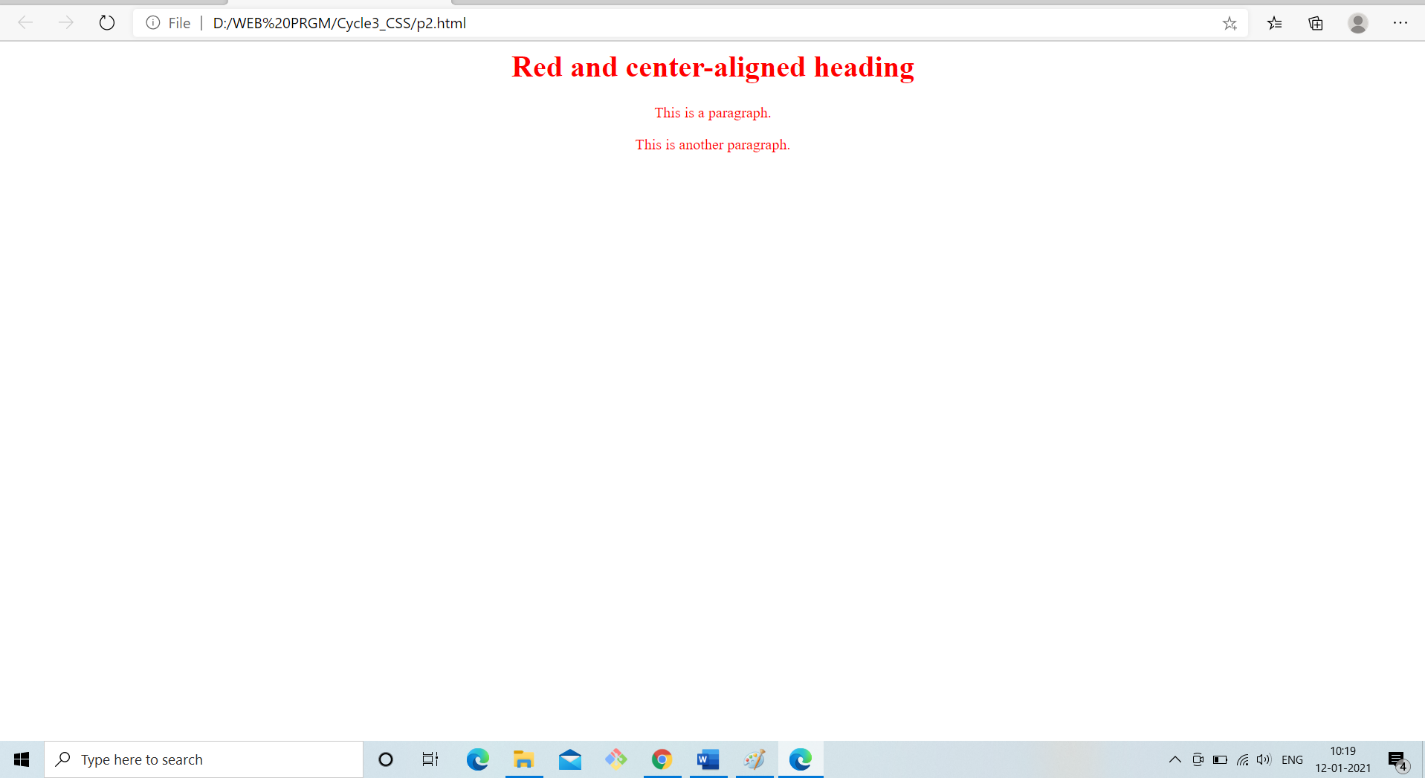 File | D:/WEB%20PRGM/Cycle3_CSS/p2.html
Red and center-aligned heading
This is a paragraph.
This is another paragraph.
Type here to search
ENG
10:19
12-01-2021
4